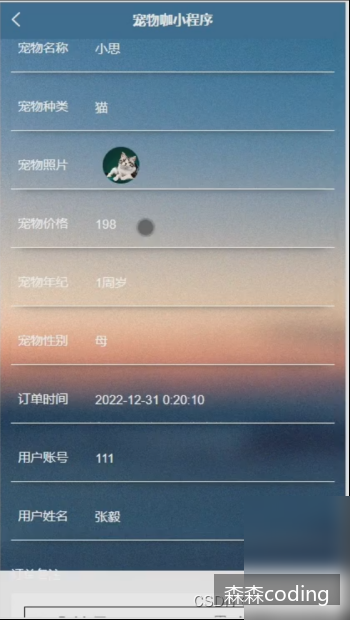 宠物咖小程序
宠物名称 小思
宠物种类 猫
宠物照片
宠物价格 198
宠物年纪 1周岁
宠物性别 母
订单时间 2022-12-31 0:20:10
用户账号 111
用户姓名 张毅
森森coding